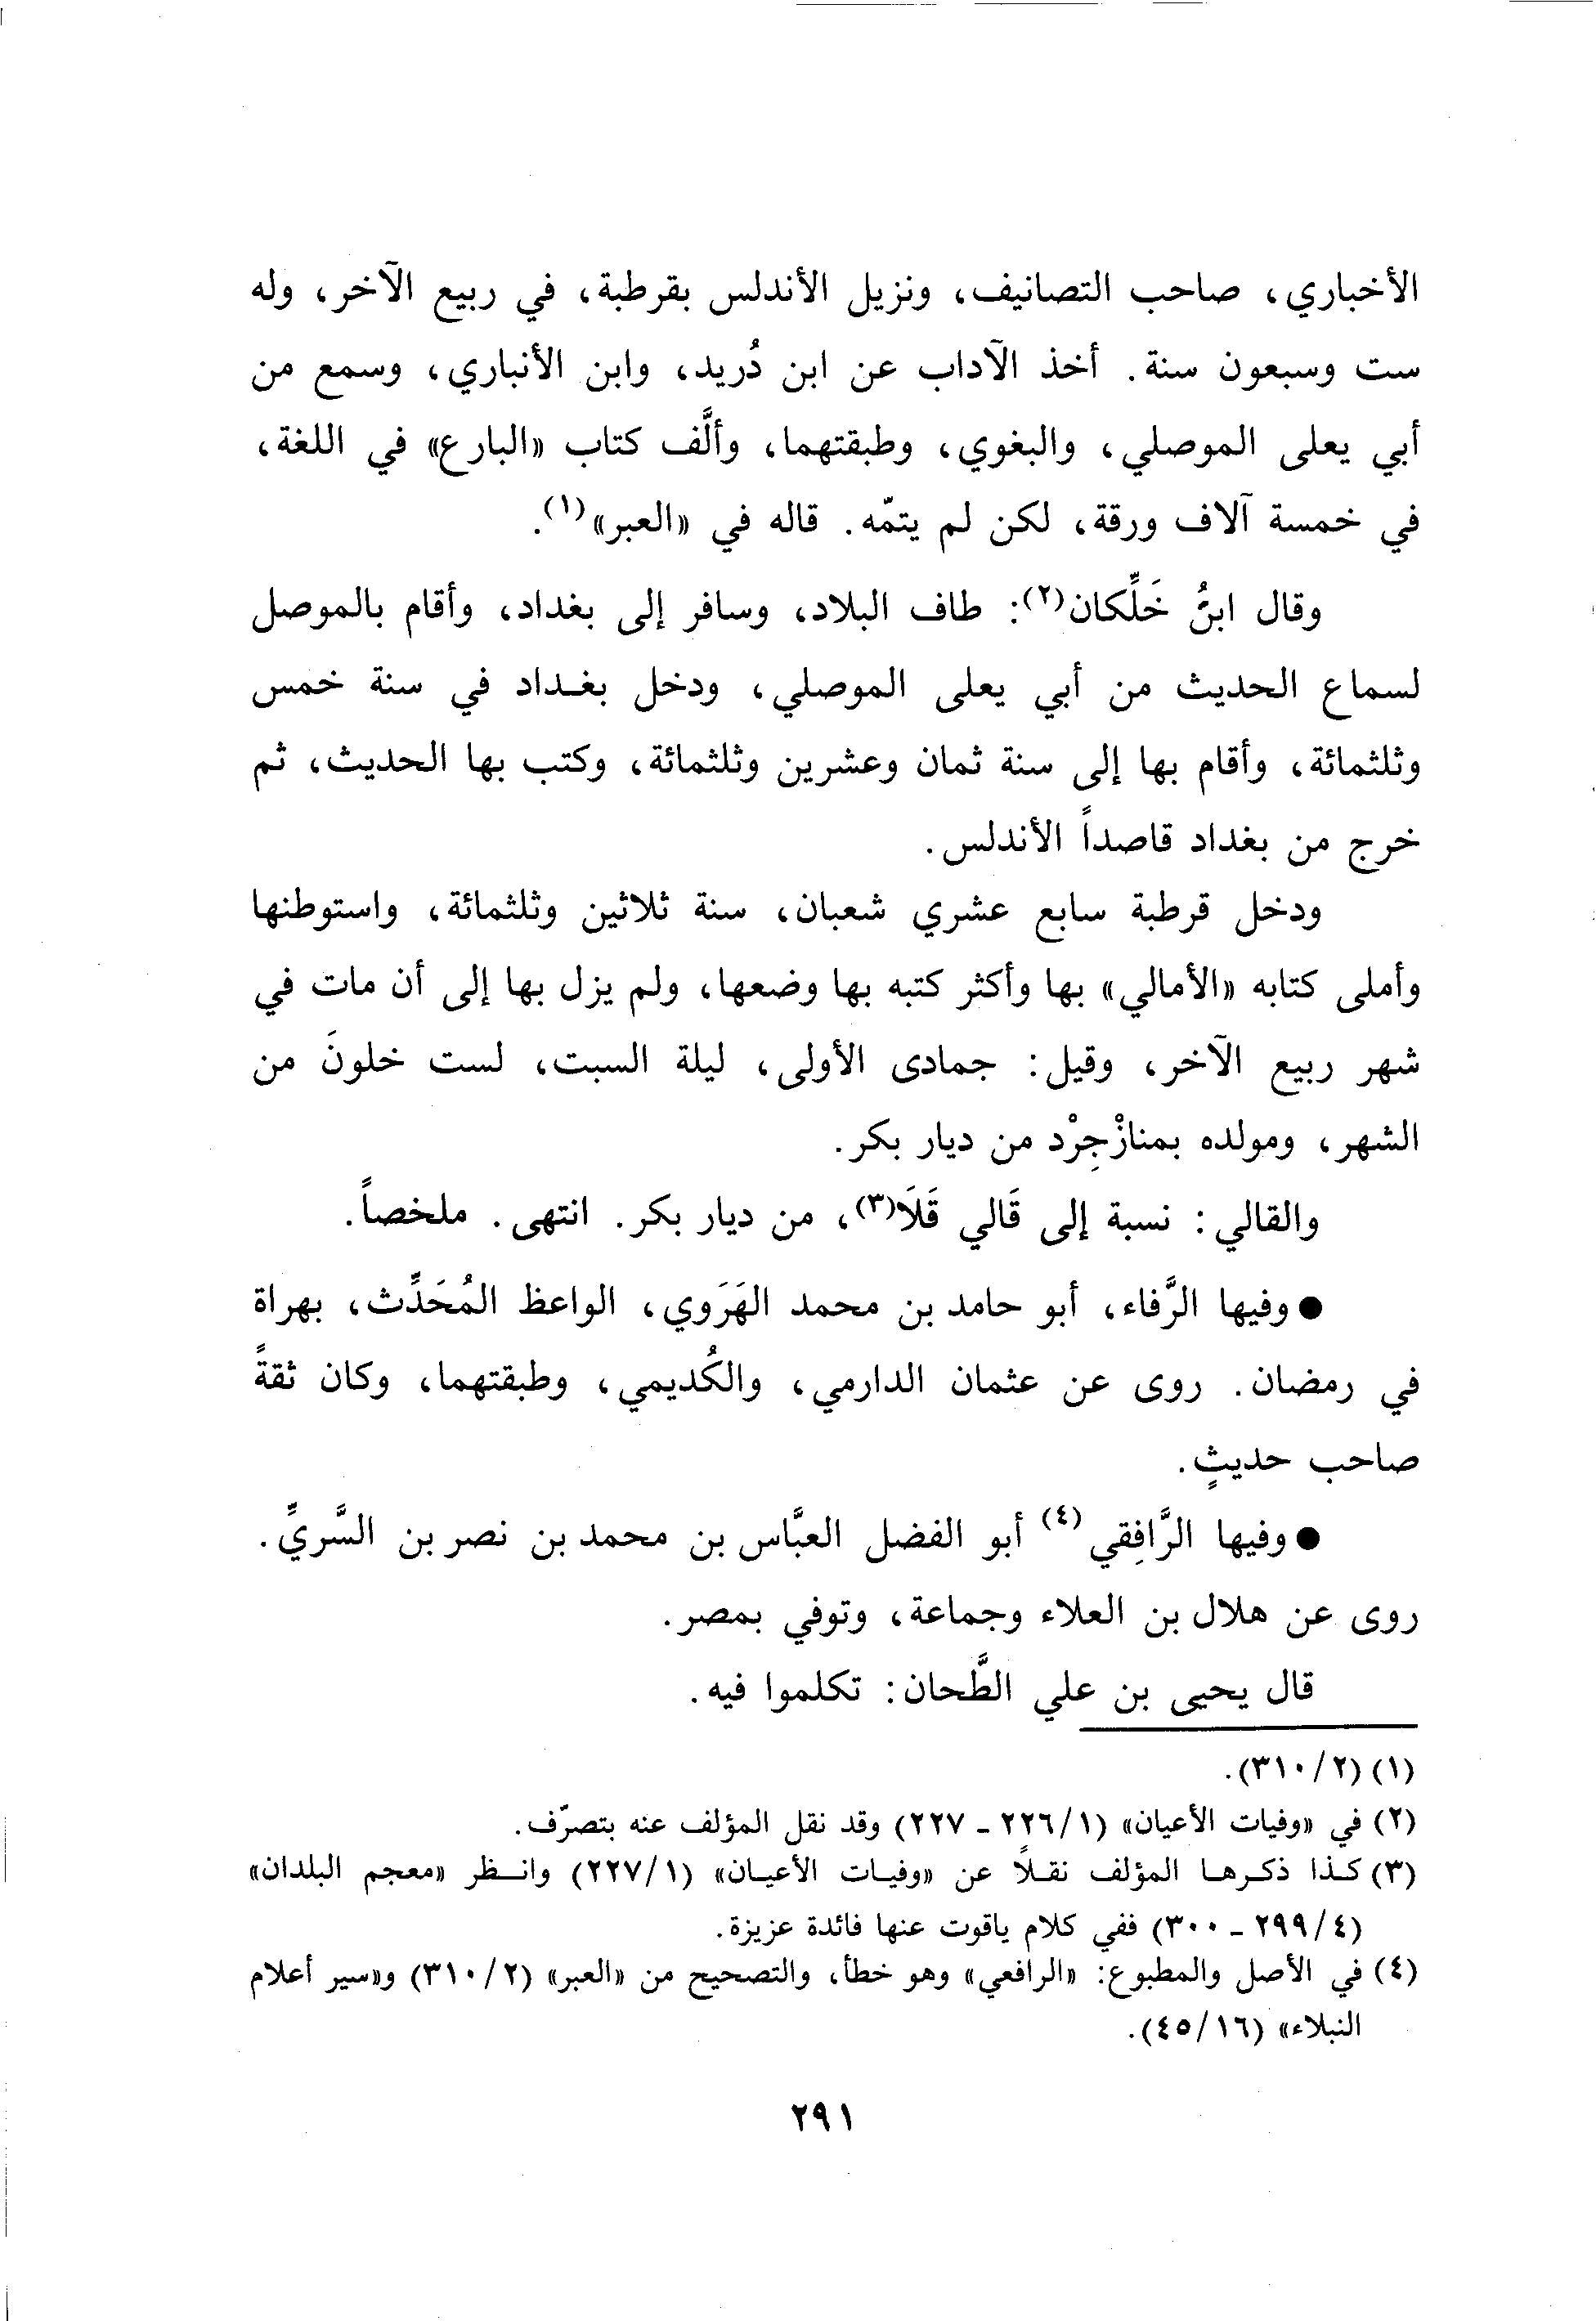 الأخباري، صاحب التصانيف، ونزيل الأندلس بقرطبة، في ربيع الآخر، وله
ست وسبعون سنة. أخذ الآداب عن ابن دُريد، وابن الأنباري، وسمع من
أبي يعلى الموصلي، والبغوي، وطبقتهما، وألَّف كتاب «البارع» في اللغة،
في خمسة آلاف ورقة، لكن لم يتمّه. قاله في «العبر»(١).
وقال ابنُ خَلِّكان(٢): طاف البلاد، وسافر إلى بغداد، وأقام بالموصل
لسماع الحديث من أبي يعلى الموصلي، ودخل بغـداد في سنة خمس
وثلثمائة، وأقام بها إلى سنة ثمان وعشرين وثلثمائة، وكتب بها الحديث، ثم
خرج من بغداد قاصداً الأندلس.
ودخل قرطبة سابع عشري شعبان، سنة ثلاثين وثلثمائة، واستوطنها
وأملى كتابه «الأمالي» بها وأكثر كتبه بها وضعها، ولم يزل بها إلى أن مات في
شهر ربيع الآخر، وقيل: جمادى الأولى، ليلة السبت، لست خلونَ من
الشهر، ومولده بمنازْجِرْد من ديار بكر.
والقالي: نسبة إلى قَالي قَلَا(٣)، من ديار بكر. انتهى. ملخصاً.
● وفيها الرَّفاء، أبو حامد بن محمد الهَرَوي، الواعظ المُحَدِّث، بهراة
في رمضان. روى عن عثمان الدارمي، والكُديمي، وطبقتهما، وكان ثقةً
صاحب حديثٍ.
● وفيها الرَّافِقي(٤) أبو الفضل العبَّاس بن محمد بن نصر بن السَّريِّ.
روى عن هلال بن العلاء وجماعة، وتوفي بمصر.
قال يحيى بن علي الطَّحان: تكلموا فيه.
(١) (٢/٣١٠).
(٢) في «وفيات الأعيان» (١/٢٢٦ - ٢٢٧) وقد نقل المؤلف عنه بتصرّف.
(٣) كـذا ذكـرهـا المؤلف نقـلاً عن «وفيـات الأعيـان» (١/٢٢٧) وانـظر «معجم البلدان»
(٤/٢٩٩ - ٣٠٠) ففي كلام ياقوت عنها فائدة عزيزة.
(٤) في الأصل والمطبوع: «الرافعي» وهو خطأ، والتصحيح من «العبر» (٢/٣١٠) و«سير أعلام
النبلاء» (١٦/٤٥).
٢٩١